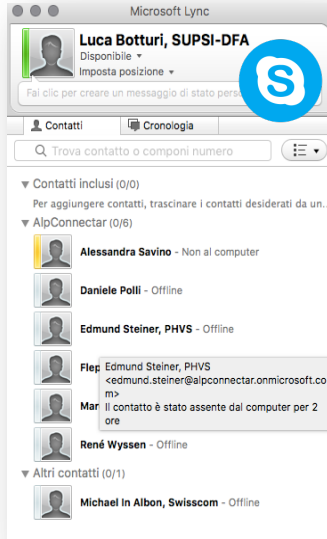 Microsoft Lync
Luca Botturi, SUPSI-DFA
Disponibile
Imposta posizione
Fai clic per creare un messaggio di stato pers
S
Contatti
Cronologia
Trova contatto o componi numero
Contatti inclusi (0/0)
Per aggiungere contatti, trascinare i contatti desiderati da un...
AlpConnectar (0/6)
Alessandra Savino - Non al computer
Daniele Polli - Offline
Edmund Steiner, PHVS - Offline
Flep
Edmund Steiner, PHVS
<edmund.steiner@alpconnectar.onmicrosoft.co
m>
Mar
Il contatto è stato assente dal computer per 2
ore
René Wyssen - Offline
Altri contatti (0/1)
Michael In Albon, Swisscom - Offline